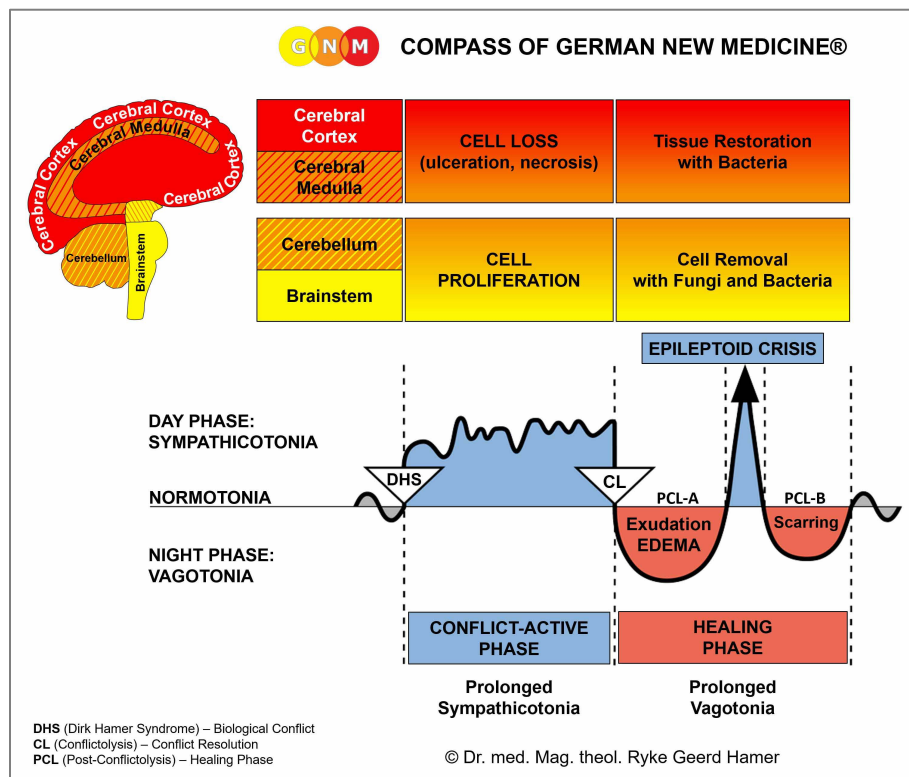 GNM COMPASS OF GERMAN NEW MEDICINE®
Cerebral Cortex
Cerebral Cortex
Cerebral Cortex
Cerebral Cortex
Cerebral Medulla
Cerebellum
Brainstem
Cerebral
Cortex
Cerebral
Medulla
CELL LOSS
(ulceration, necrosis)
Tissue Restoration
with Bacteria
Cerebellum
Brainstem
CELL
PROLIFERATION
Cell Removal
with Fungi and Bacteria
EPILEPTOID CRISIS
DAY PHASE:
SYMPATHICOTONIA
DHS
CL
NORMOTONIA
PCL-A
PCL-B
Exudation
EDEMA
Scarring
NIGHT PHASE:
VAGOTONIA
CONFLICT-ACTIVE
PHASE
HEALING
PHASE
Prolonged
Sympathicotonia
Prolonged
Vagotonia
DHS (Dirk Hamer Syndrome) – Biological Conflict
CL (Conflictolysis) – Conflict Resolution
PCL (Post-Conflictolysis) – Healing Phase
© Dr. med. Mag. theol. Ryke Geerd Hamer